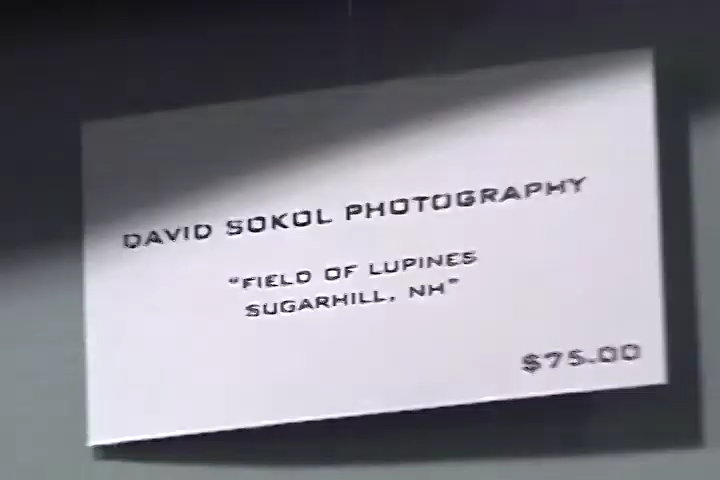 DAVID SOKOL PHOTOGRAPHY
"FIELD OF LUPINES
SUGARHILL, NH"
$75.00